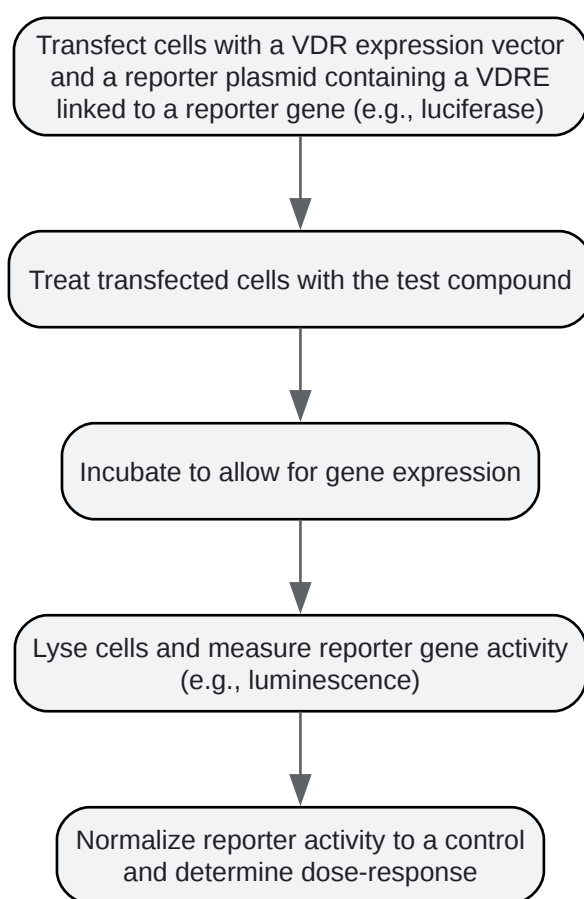 Transfect cells with a VDR expression vector
and a reporter plasmid containing a VDRE
linked to a reporter gene (e.g., luciferase)
Treat transfected cells with the test compound
Incubate to allow for gene expression
Lyse cells and measure reporter gene activity
(e.g., luminescence)
Normalize reporter activity to a control
and determine dose-response